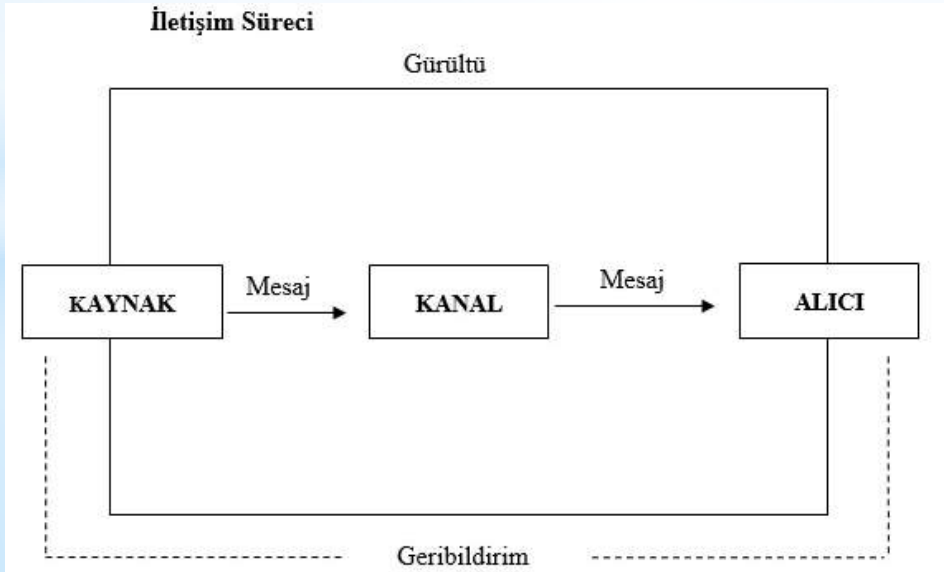 İletişim Süreci
Gürültü
KAYNAK
Mesaj
KANAL
Mesaj
ALICI
Geribildirim